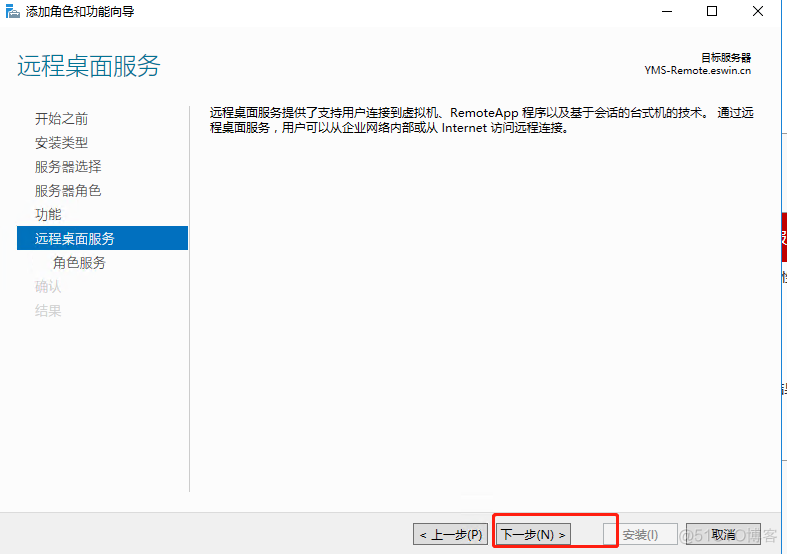 添加角色和功能向导
远程桌面服务
目标服务器
YMS-Remote.eswin.cn
开始之前
安装类型
服务器选择
服务器角色
功能
远程桌面服务
角色服务
确认
结果
远程桌面服务提供了支持用户连接到虚拟机、RemoteApp 程序以及基于会话的台式机的技术。 通过远
程桌面服务，用户可以从企业网络内部或从 Internet 访问远程连接。
< 上一步(P)
下一步(N) >
安装(I)
取消